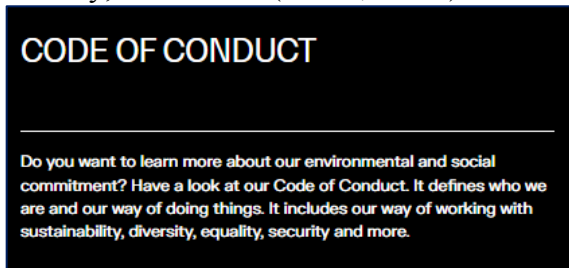 CODE OF CONDUCT
Do you want to learn more about our environmental and social
commitment? Have a look at our Code of Conduct. It defines who we
are and our way of doing things. It includes our way of working with
sustainability, diversity, equality, security and more.